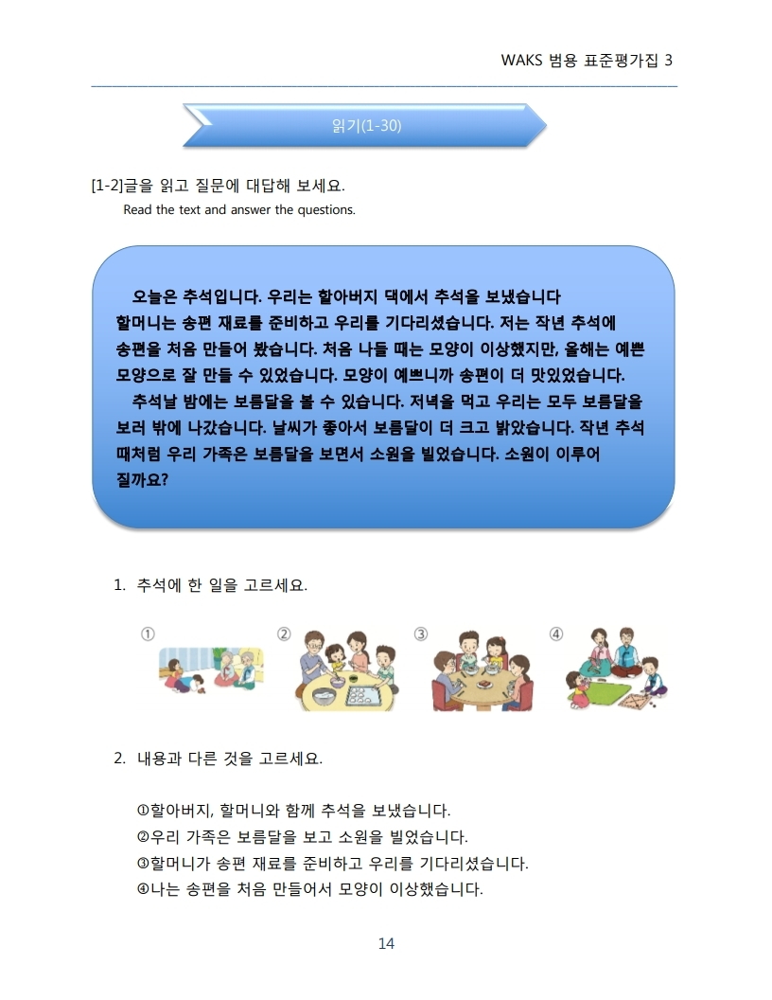 WAKS 범용 표준평가집 3
읽기(1-30)
[1-2]글을 읽고 질문에 대답해 보세요.
Read the text and answer the questions.
오늘은 추석입니다. 우리는 할아버지 댁에서 추석을 보냈습니다
할머니는 송편 재료를 준비하고 우리를 기다리셨습니다. 저는 작년 추석에
송편을 처음 만들어 봤습니다. 처음 나들 때는 모양이 이상했지만, 올해는 예쁜
모양으로 잘 만들 수 있었습니다. 모양이 예쁘니까 송편이 더 맛있었습니다.
추석날 밤에는 보름달을 볼 수 있습니다. 저녁을 먹고 우리는 모두 보름달을
보러 밖에 나갔습니다. 날씨가 좋아서 보름달이 더 크고 밝았습니다. 작년 추석
때처럼 우리 가족은 보름달을 보면서 소원을 빌었습니다. 소원이 이루어
질까요?
1. 추석에 한 일을 고르세요.
① ② ③ ④
2. 내용과 다른 것을 고르세요.
①할아버지, 할머니와 함께 추석을 보냈습니다.
②우리 가족은 보름달을 보고 소원을 빌었습니다.
③할머니가 송편 재료를 준비하고 우리를 기다리셨습니다.
④나는 송편을 처음 만들어서 모양이 이상했습니다.
14